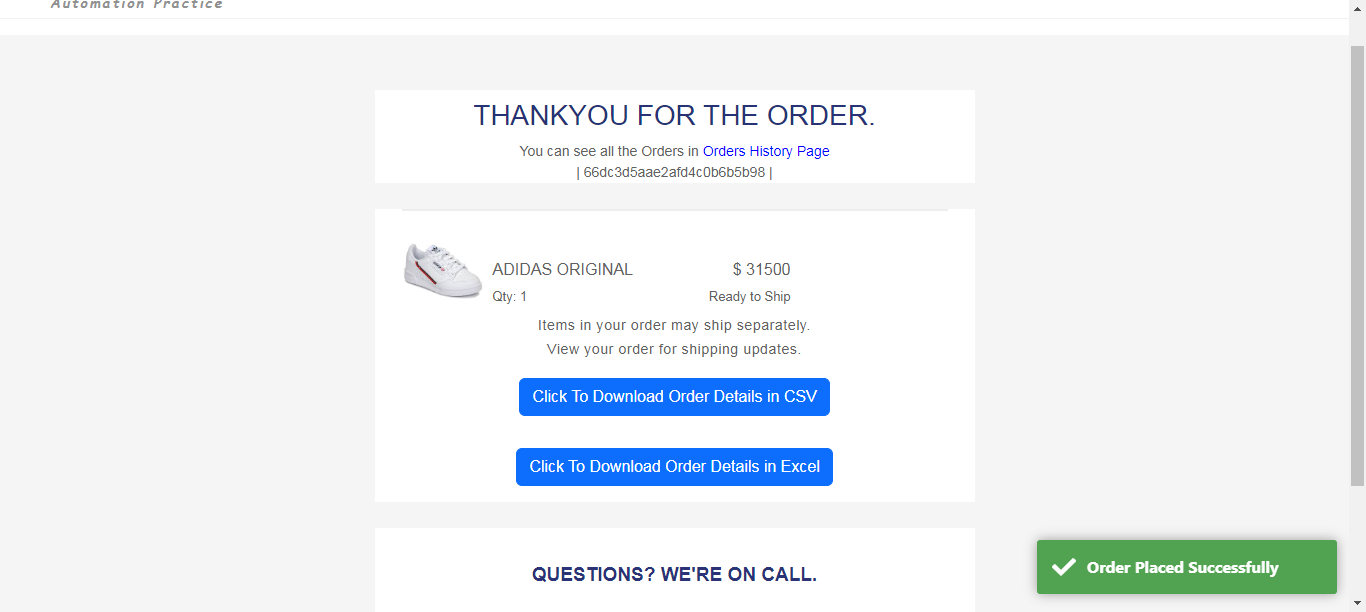 Automation Practice
THANKYOU FOR THE ORDER.
You can see all the Orders in Orders History Page
| 66dc3d5aae2afd4c0b6b5b98 |
ADIDAS ORIGINAL
$ 31500
Qty: 1
Ready to Ship
Items in your order may ship separately.
View your order for shipping updates.
Click To Download Order Details in CSV
Click To Download Order Details in Excel
QUESTIONS? WE'RE ON CALL.
Order Placed Successfully